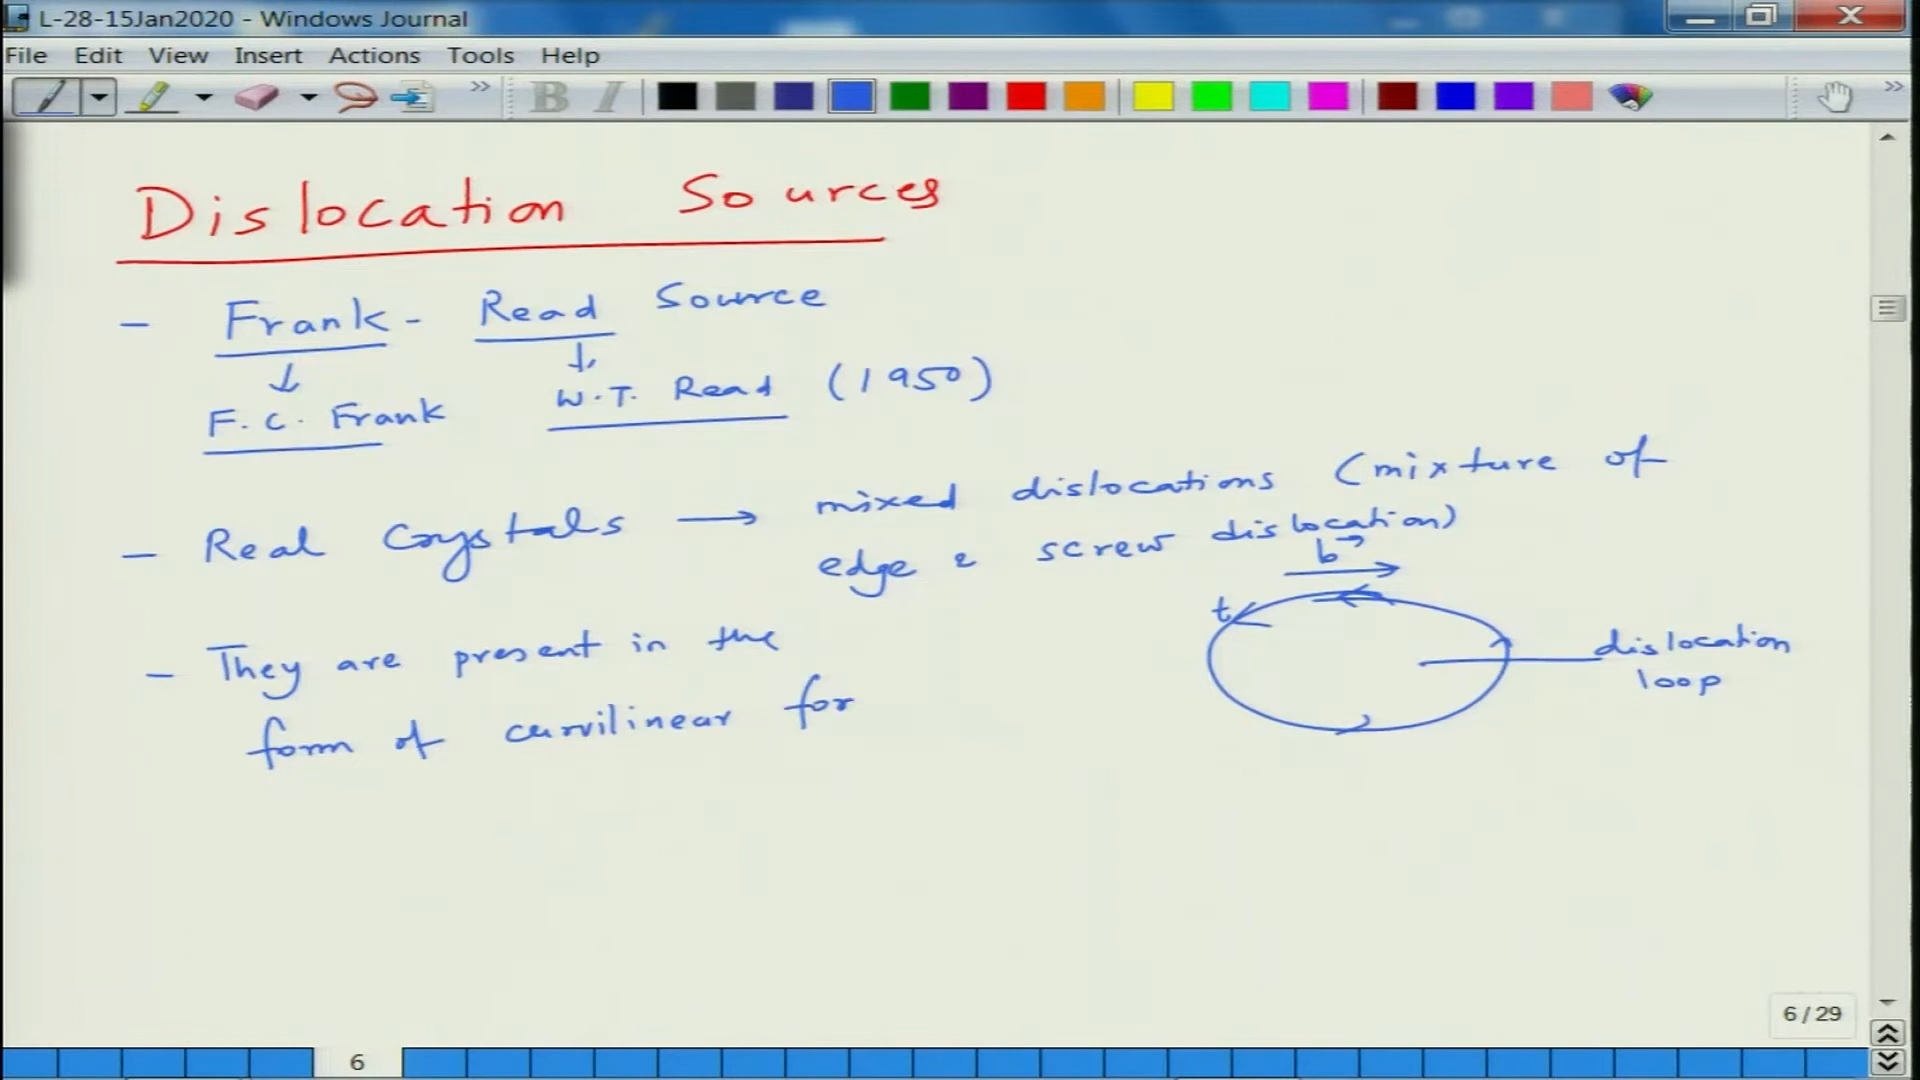 L-28-15Jan2020 - Windows Journal
File Edit View Insert Actions Tools Help
B I
Dislocation Sources
- Frank - Read Source
F. C. Frank W.T. Read (1950)
- Real Crystals → mixed dislocations (mixture of
edge & screw dislocation)
b
t
dislocation
loop
- They are present in the
form of curvilinear for
6/29
6